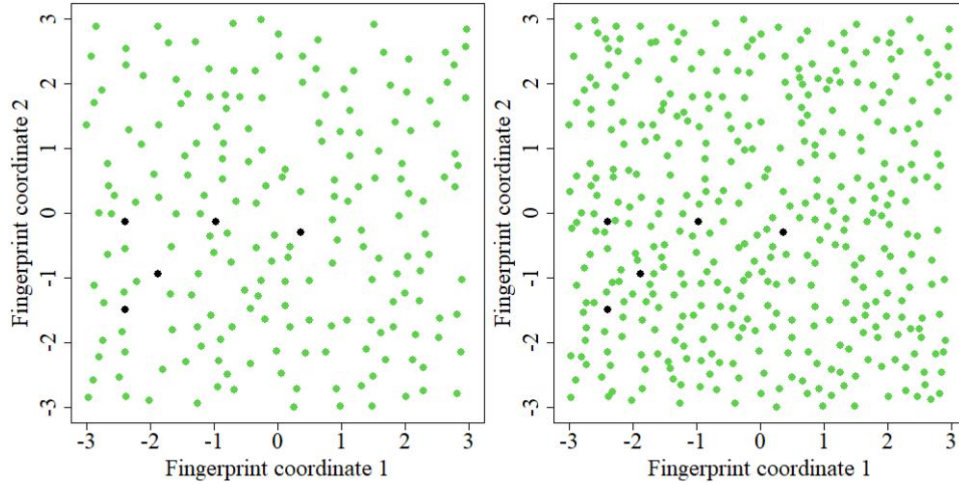 Fingerprint coordinate 2
3
2
1
0
-1
-2
-3
-3 -2 -1 0 1 2 3
Fingerprint coordinate 1
Fingerprint coordinate 2
3
2
1
0
-1
-2
-3
-3 -2 -1 0 1 2 3
Fingerprint coordinate 1